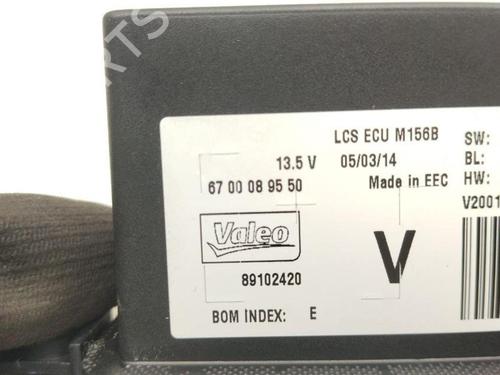 PARTS
LCS ECU M156B
SW:
13.5 V
05/03/14
BL:
67 00 08 95 50
Made in EEC
HW:
V2001
Valeo
V
89102420
BOM INDEX: E